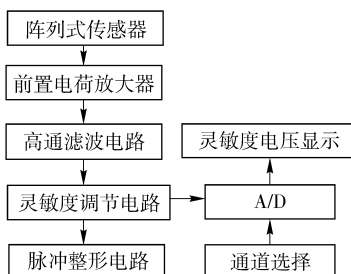 阵列式传感器
前置电荷放大器
高通滤波电路
灵敏度电压显示
灵敏度调节电路
A/D
脉冲整形电路
通道选择